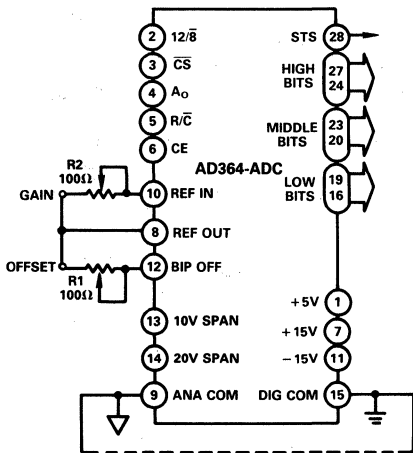 2 12/8̅
3 C̅S̅
4 Ao
5 R/C̅
6 CE
STS 28
HIGH BITS 27 24
MIDDLE BITS 23 20
LOW BITS 19 16
AD364-ADC
R2
100Ω
GAIN
10 REF IN
8 REF OUT
OFFSET
12 BIP OFF
R1
100Ω
13 10V SPAN
14 20V SPAN
9 ANA COM
+5V 1
+15V 7
-15V 11
DIG COM 15